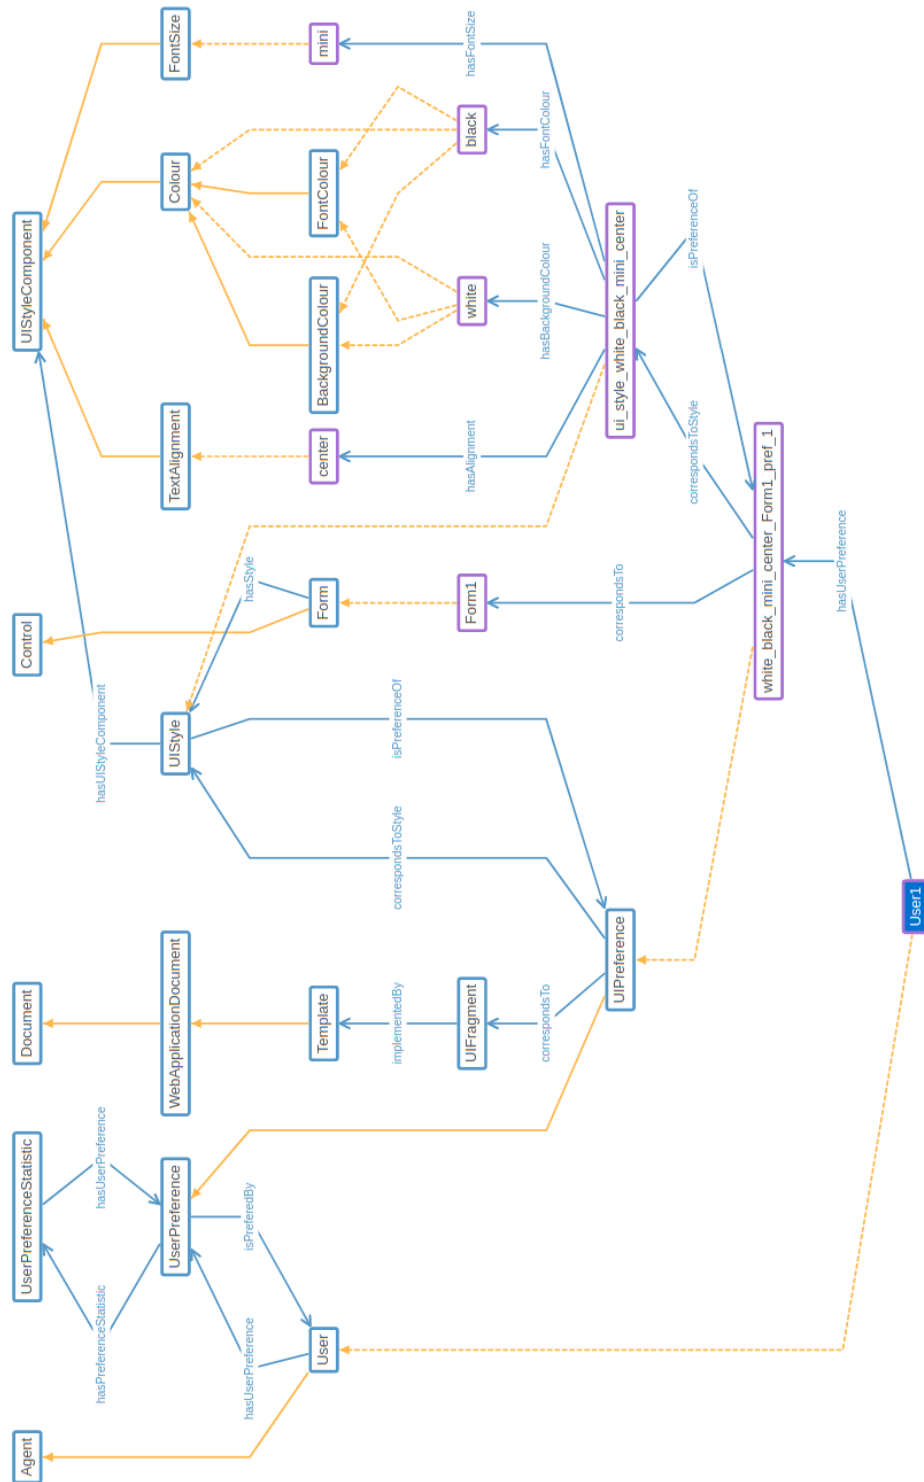 Agent
UserPreferenceStatistic
Document
Control
UIStyleComponent
hasPreferenceStatistic
hasUserPreference
hasUIStyleComponent
UserPreference
WebApplicationDocument
UIStyle
TextAlignment
Colour
FontSize
hasUserPreference
isPreferedBy
hasStyle
User
Template
Form
center
BackgroundColour
FontColour
mini
implementedBy
correspondsToStyle
isPreferenceOf
UIFragment
Form1
white
black
hasAlignment
hasFontSize
correspondsTo
hasBackgroundColour
hasFontColour
UIPreference
ui_style_white_black_mini_center
correspondsTo
correspondsToStyle
isPreferenceOf
white_black_mini_center_Form1_pref_1
hasUserPreference
User1